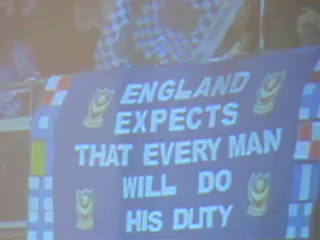 ENGLAND
EXPECTS
THAT EVERY MAN
WILL DO
HIS DUTY